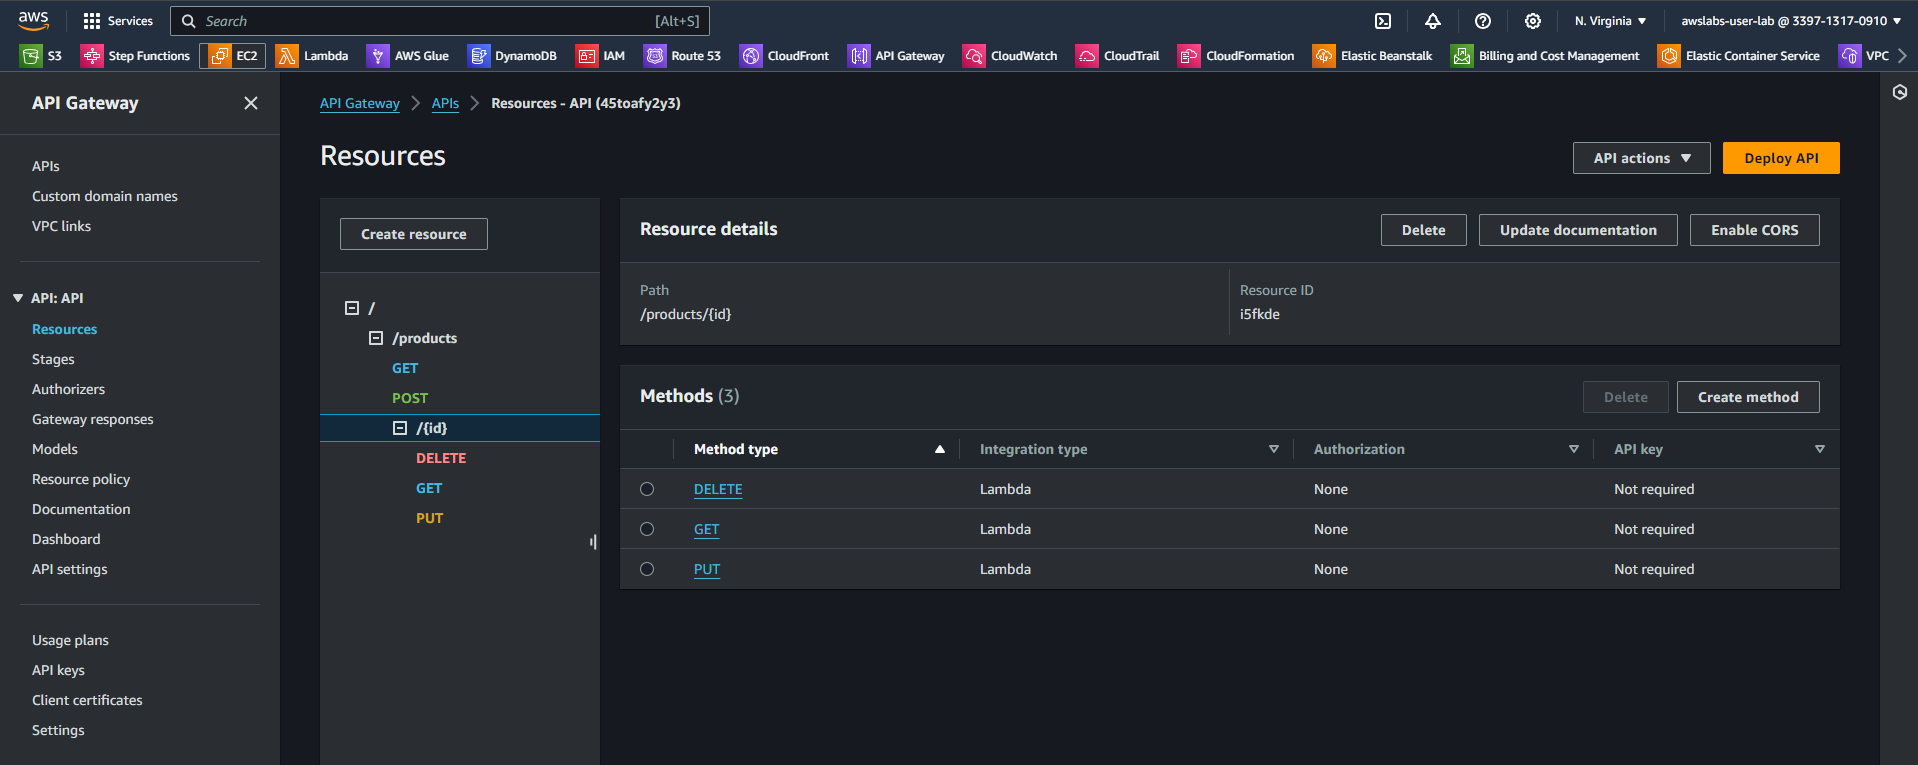 aws Services Search [Alt+S] N. Virginia awslabs-user-lab @ 3397-1317-0910
S3 Step Functions EC2 Lambda AWS Glue DynamoDB IAM Route 53 CloudFront API Gateway CloudWatch CloudTrail CloudFormation Elastic Beanstalk Billing and Cost Management Elastic Container Service VPC
API Gateway
APIs
Custom domain names
VPC links
API: API
Resources
Stages
Authorizers
Gateway responses
Models
Resource policy
Documentation
Dashboard
API settings
Usage plans
API keys
Client certificates
Settings
API Gateway > APIs > Resources - API (45toafy2y3)
Resources
API actions
Deploy API
Create resource
/
/products
GET
POST
/{id}
DELETE
GET
PUT
Resource details
Delete
Update documentation
Enable CORS
Path
/products/{id}
Resource ID
i5fkde
Methods (3)
Delete
Create method
Method type Integration type Authorization API key
DELETE Lambda None Not required
GET Lambda None Not required
PUT Lambda None Not required